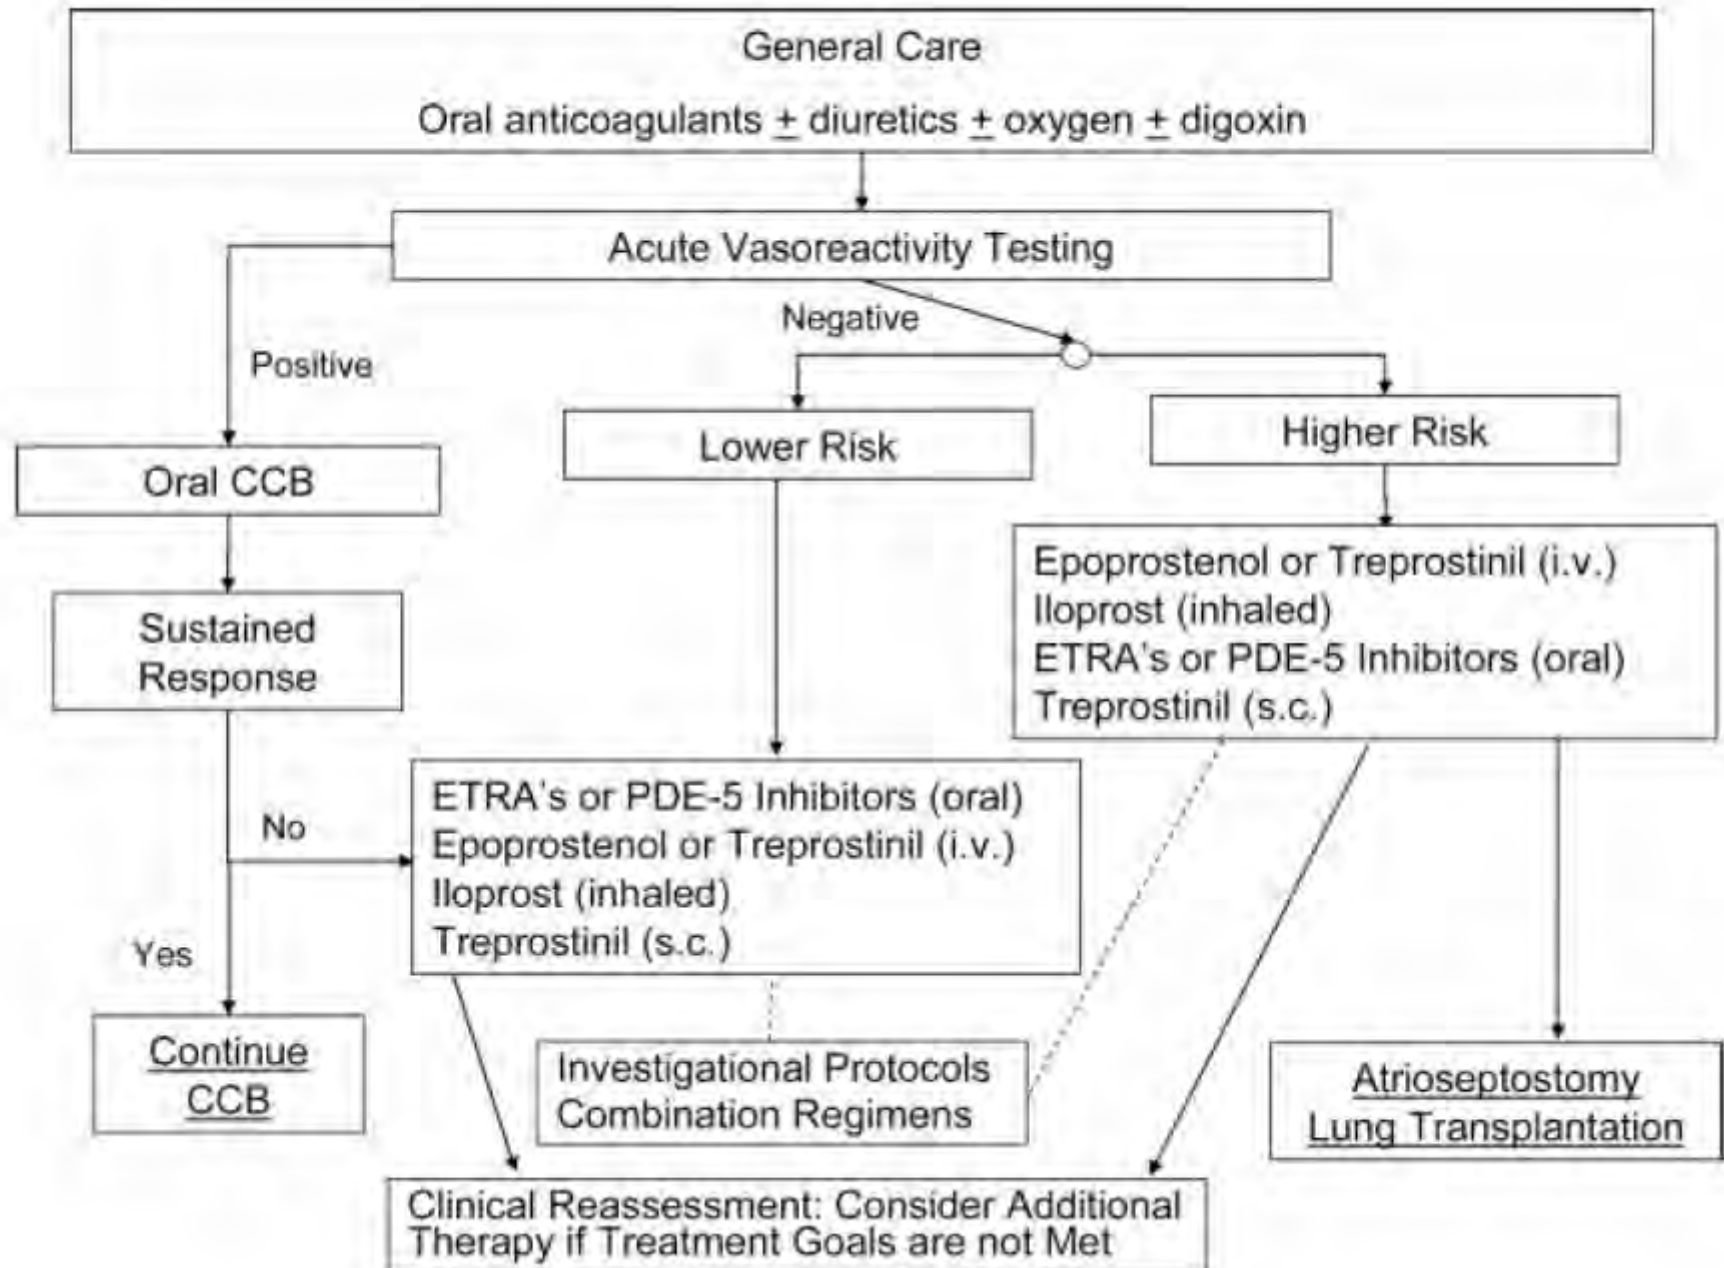 General Care
Oral anticoagulants ± diuretics ± oxygen ± digoxin
Acute Vasoreactivity Testing
Negative
Positive
Lower Risk
Higher Risk
Oral CCB
Epoprostenol or Treprostinil (i.v.)
Iloprost (inhaled)
ETRA's or PDE-5 Inhibitors (oral)
Treprostinil (s.c.)
Sustained
Response
ETRA's or PDE-5 Inhibitors (oral)
Epoprostenol or Treprostinil (i.v.)
Iloprost (inhaled)
Treprostinil (s.c.)
No
Yes
Continue
CCB
Investigational Protocols
Combination Regimens
Atrioseptostomy
Lung Transplantation
Clinical Reassessment: Consider Additional
Therapy if Treatment Goals are not Met